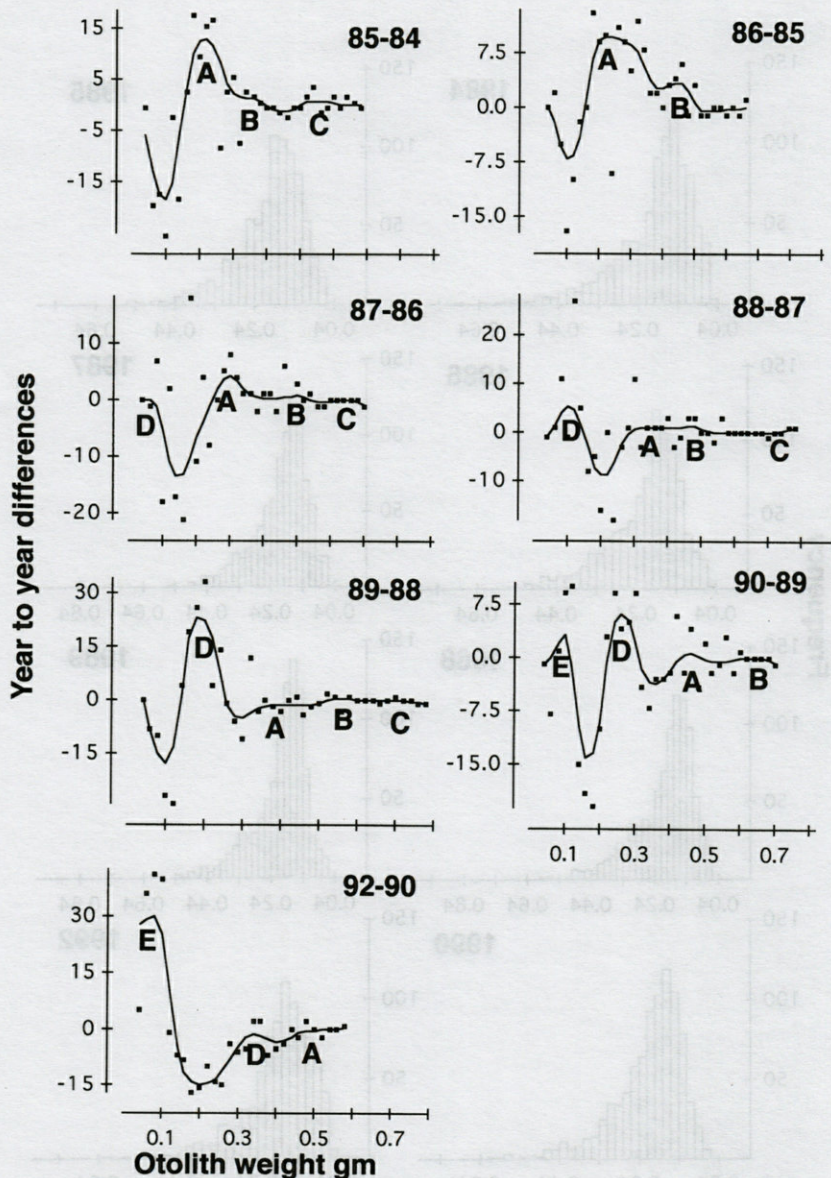 85-84
15
5
-5
-15
A
B
C
86-85
7.5
0.0
-7.5
-15.0
A
B
87-86
10
0
-10
-20
D
A
B
C
88-87
20
10
0
-10
D
A
B
C
Year to year differences
89-88
30
15
0
-15
D
A
B
C
90-89
7.5
0.0
-7.5
-15.0
E
D
A
B
0.1 0.3 0.5 0.7
92-90
30
15
0
-15
E
D
A
0.1 0.3 0.5 0.7
Otolith weight gm